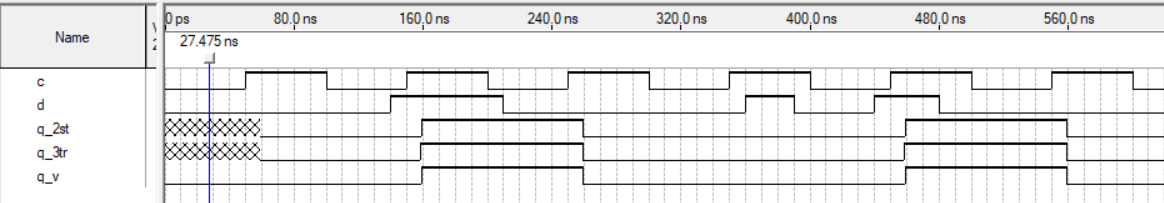 Name
0 ps 80.0 ns 160.0 ns 240.0 ns 320.0 ns 400.0 ns 480.0 ns 560.0 ns
27.475 ns
c
d
q_2st
q_3tr
q_v